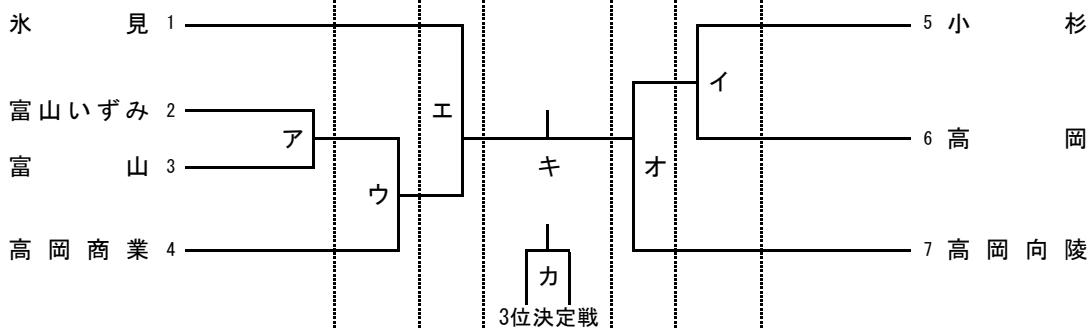 氷見 1
富山いずみ 2
富山 3
高岡商業 4
ア
ウ
エ
キ
カ
3位決定戦
オ
イ
5 小杉
6 高岡
7 高岡向陵